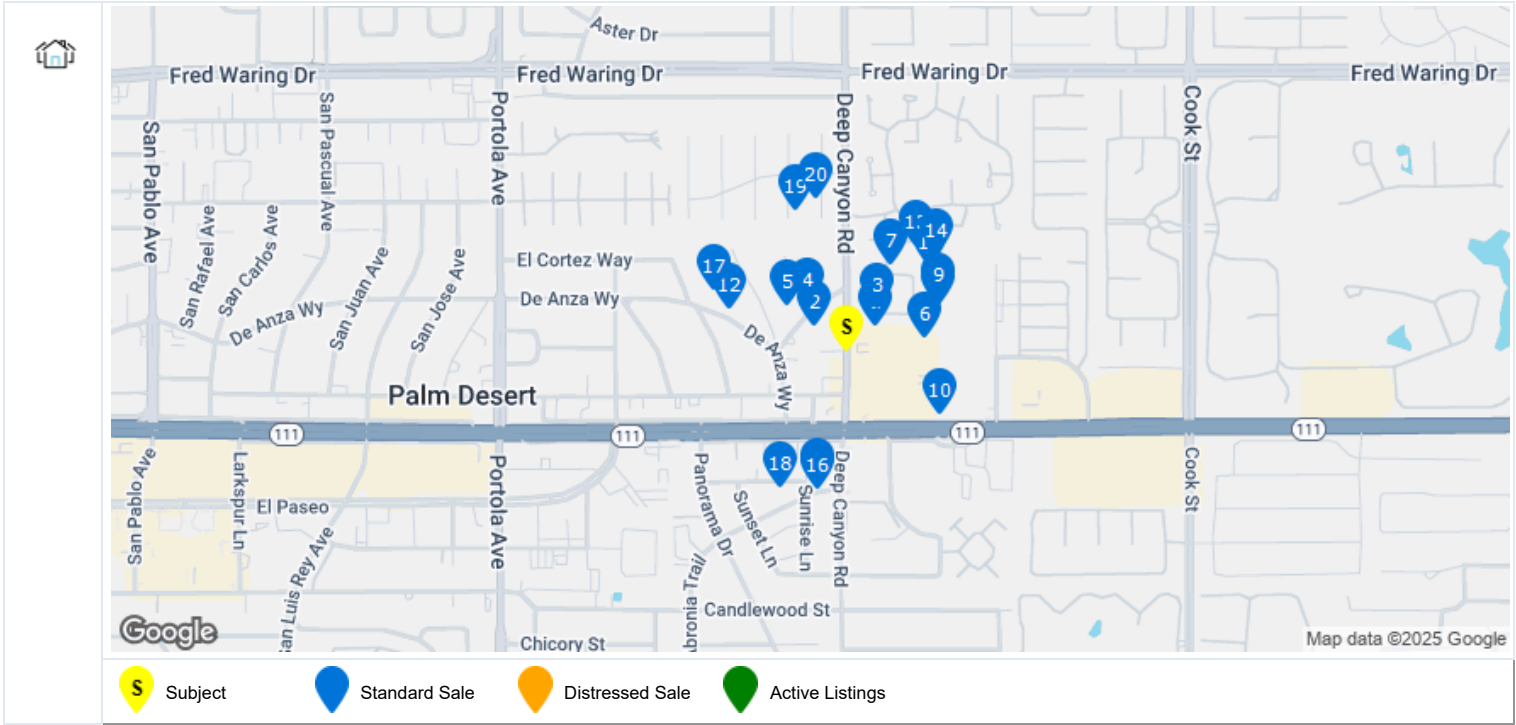 Aster Dr
Fred Waring Dr
Fred Waring Dr
Fred Waring Dr
Fred Waring Dr
San Pablo Ave
San Pascual Ave
Portola Ave
Deep Canyon Rd
Cook St
San Rafael Ave
San Carlos Ave
San Juan Ave
San Jose Ave
De Anza Wy
El Cortez Way
De Anza Wy
De Anza Wy
19
20
14
7
17
12
5
4
2
3
9
6
S
10
18
16
Palm Desert
111
111
111
111
San Pablo Ave
Larkspur Ln
El Paseo
San Luis Rey Ave
Portola Ave
Panorama Dr
Sunset Ln
Sunrise Ln
Deep Canyon Rd
Cook St
Abronia Trail
Candlewood St
Chicory St
Google
Map data ©2025 Google
S Subject
Standard Sale
Distressed Sale
Active Listings